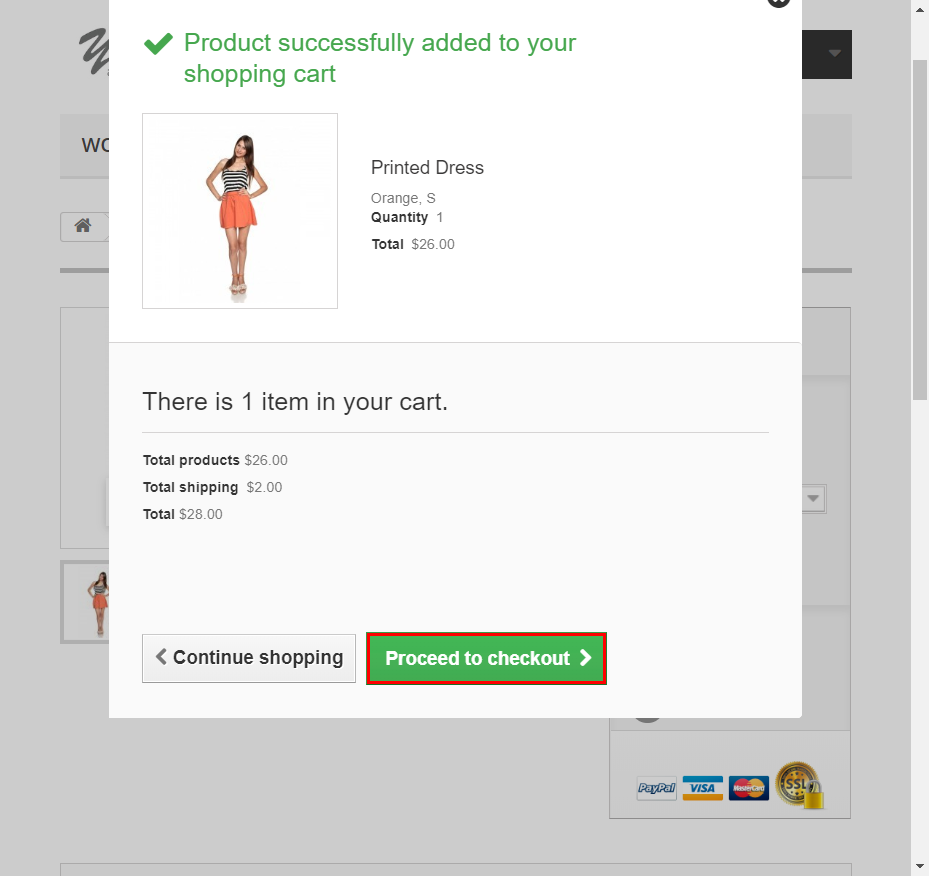 Product successfully added to your
shopping cart
WO
Printed Dress
Orange, S
Quantity 1
Total $26.00
There is 1 item in your cart.
Total products $26.00
Total shipping $2.00
Total $28.00
Continue shopping
Proceed to checkout
PayPal VISA MasterCard SSL